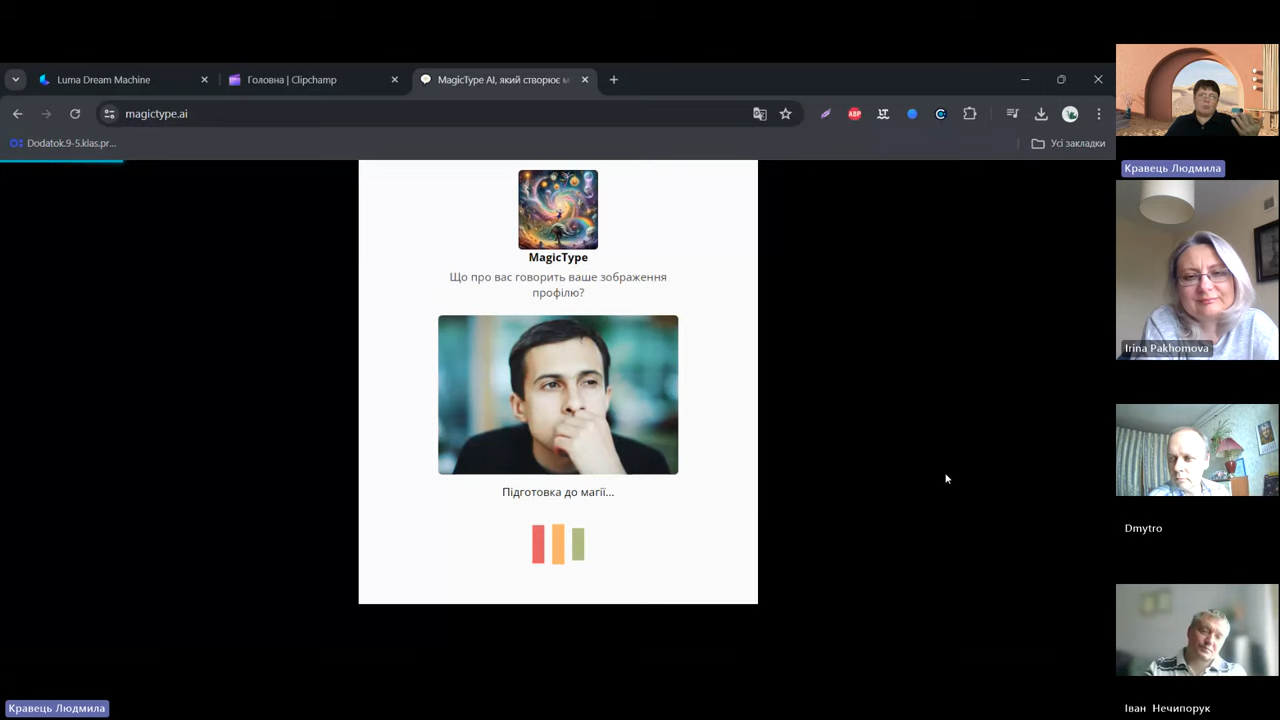 Luma Dream Machine
Головна | Clipchamp
MagicType AI, який створює м
magictype.ai
ABP
Dodatok.9-5.klas.pr...
Усі закладки
MagicType
Що про вас говорить ваше зображення
профілю?
Підготовка до магії...
Кравець Людмила
Irina Pakhomova
Dmytro
Іван Нечипорук
Кравець Людмила